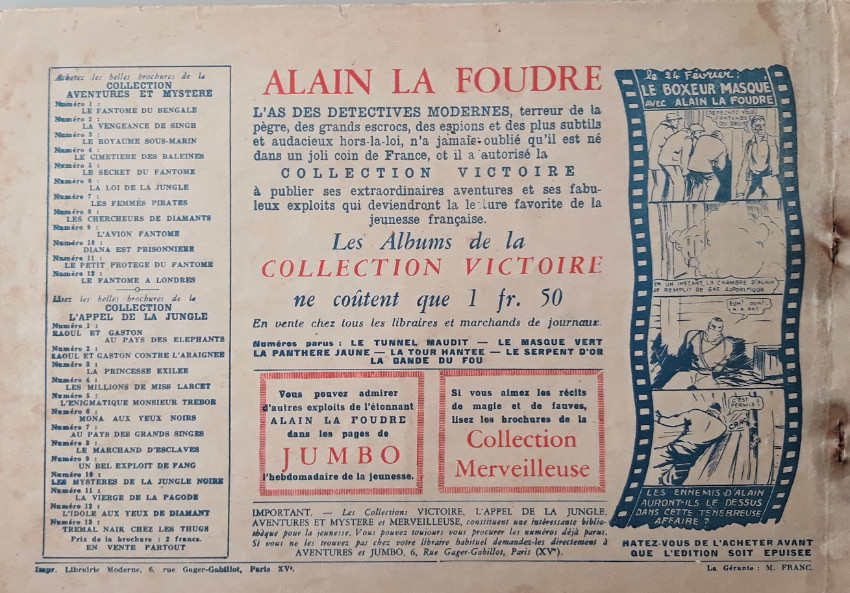 Achetez les belles brochures de la
COLLECTION
AVENTURES ET MYSTERE
Numéro 1 :
LE FANTOME DU BENGALE
Numéro 2 :
LA VENGEANCE DE SINGH
Numéro 3 :
LE ROYAUME SOUS-MARIN
Numéro 4 :
LE CIMETIERE DES BALEINES
Numéro 5 :
LE SECRET DU FANTOME
Numéro 6 :
LA LOI DE LA JUNGLE
Numéro 7 :
LES FEMMES PIRATES
Numéro 8 :
LES CHERCHEURS DE DIAMANTS
Numéro 9 :
L'AVION FANTOME
Numéro 10 :
DIANA EST PRISONNIERE
Numéro 11 :
LE PETIT PROTEGE DU FANTOME
Numéro 12 :
LE FANTOME A LONDRES
Lisez les belles brochures de la
COLLECTION
L'APPEL DE LA JUNGLE
Numéro 1 :
RAOUL ET GASTON
AU PAYS DES ELEPHANTS
Numéro 2 :
RAOUL ET GASTON CONTRE L'ARAIGNEE
Numéro 3 :
LA PRINCESSE EXILEE
Numéro 4 :
LES MILLIONS DE MISS LARCET
Numéro 5 :
L'ENIGMATIQUE MONSIEUR TREBOR
Numéro 6 :
MONA AUX YEUX NOIRS
Numéro 7 :
AU PAYS DES GRANDS SINGES
Numéro 8 :
LE MARCHAND D'ESCLAVES
Numéro 9 :
UN BEL EXPLOIT DE FANG
Numéro 10 :
LES MYSTERES DE LA JUNGLE NOIRE
Numéro 11 :
LA VIERGE DE LA PAGODE
Numéro 12 :
L'IDOLE AUX YEUX DE DIAMANT
Numéro 13 :
TREMAL NAIK CHEZ LES THUGS
Prix de la brochure : 2 francs.
EN VENTE PARTOUT
ALAIN LA FOUDRE
L'AS DES DETECTIVES MODERNES, terreur de la
pègre, des grands escrocs, des espions et des plus subtils
et audacieux hors-la-loi, n'a jamais oublié qu'il est né
dans un joli coin de France, et il a autorisé la
COLLECTION VICTOIRE
à publier ses extraordinaires aventures et ses fabu-
leux exploits qui deviendront la lecture favorite de la
jeunesse française.
Les Albums de la
COLLECTION VICTOIRE
ne coûtent que 1 fr. 50
En vente chez tous les libraires et marchands de journaux.
Numéros parus : LE TUNNEL MAUDIT — LE MASQUE VERT
LA PANTHERE JAUNE — LA TOUR HANTEE — LE SERPENT D'OR
LA BANDE DU FOU
Vous pouvez admirer
d'autres exploits de l'étonnant
ALAIN LA FOUDRE
dans les pages de
JUMBO
l'hebdomadaire de la jeunesse.
Si vous aimez les récits
de magie et de fauves,
lisez les brochures de la
Collection
Merveilleuse
IMPORTANT. — Les Collections VICTOIRE, L'APPEL DE LA JUNGLE,
AVENTURES ET MYSTERE et MERVEILLEUSE, constituent une intéressante biblio-
thèque pour la jeunesse. Vous pouvez toujours vous procurer les numéros déjà parus.
Si vous ne les trouvez pas chez votre libraire habituel demandez-les directement à
AVENTURES et JUMBO, 6, Rue Gager-Gabillot, Paris (XVe).
le 24 Février :
LE BOXEUR MASQUÉ
AVEC ALAIN LA FOUDRE
DEPECHEZ VOUS
J'ENTENDS
DU BRUIT
EN UN INSTANT, LA CHAMBRE D'ALAIN
SE REMPLIT DE GAZ SOPORIFIQUE
EUH! OUH!
A. A. AH!
C'EST
PERMIS?
CRAC
LES ENNEMIS D'ALAIN
AURONT-ILS LE DESSUS
DANS CETTE TENEBREUSE
AFFAIRE ?
HATEZ-VOUS DE L'ACHETER AVANT
QUE L'EDITION SOIT EPUISEE
Impr. Librairie Moderne, 6, rue Gager-Gabillot, Paris XVe.
La Gérante : M. FRANC.